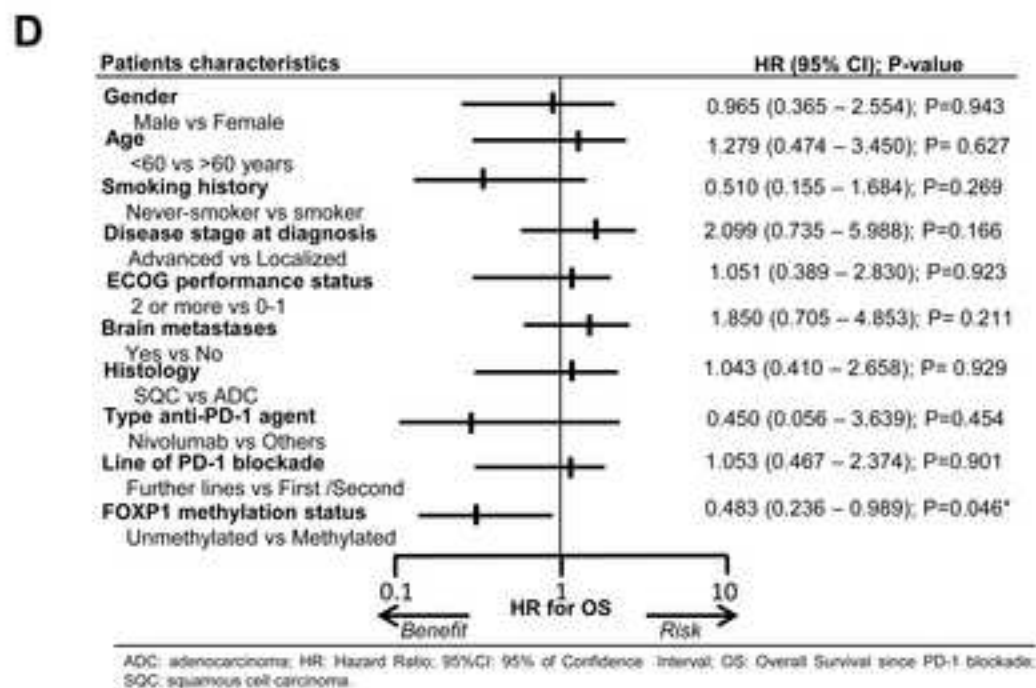 D
Patients characteristics HR (95% CI); P-value
Gender
Male vs Female 0.965 (0.365 – 2.554); P=0.943
Age
<60 vs >60 years 1.279 (0.474 – 3.450); P= 0.627
Smoking history
Never-smoker vs smoker 0.510 (0.155 – 1.684); P=0.269
Disease stage at diagnosis
Advanced vs Localized 2.099 (0.735 – 5.988); P=0.166
ECOG performance status
2 or more vs 0-1 1.051 (0.389 – 2.830); P=0.923
Brain metastases
Yes vs No 1.850 (0.705 – 4.853); P= 0.211
Histology
SQC vs ADC 1.043 (0.410 – 2.658); P= 0.929
Type anti-PD-1 agent
Nivolumab vs Others 0.450 (0.056 – 3.639); P=0.454
Line of PD-1 blockade
Further lines vs First /Second 1.053 (0.467 – 2.374); P=0.901
FOXP1 methylation status
Unmethylated vs Methylated 0.483 (0.236 – 0.989); P=0.046*
0.1 1 10
HR for OS
Benefit Risk
ADC: adenocarcinoma; HR: Hazard Ratio; 95%CI: 95% of Confidence Interval; OS: Overall Survival since PD-1 blockade;
SQC: squamous cell carcinoma.